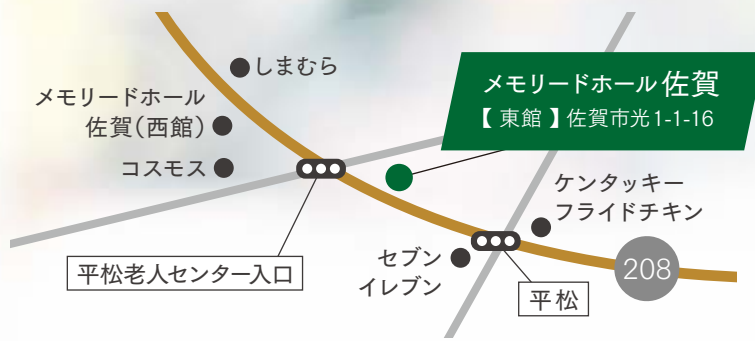 しまむら
メモリードホール
佐賀（西館）
コスモス
メモリードホール 佐賀
【 東館 】佐賀市光1-1-16
ケンタッキー
フライドチキン
平松老人センター入口
セブン
イレブン
平松
208